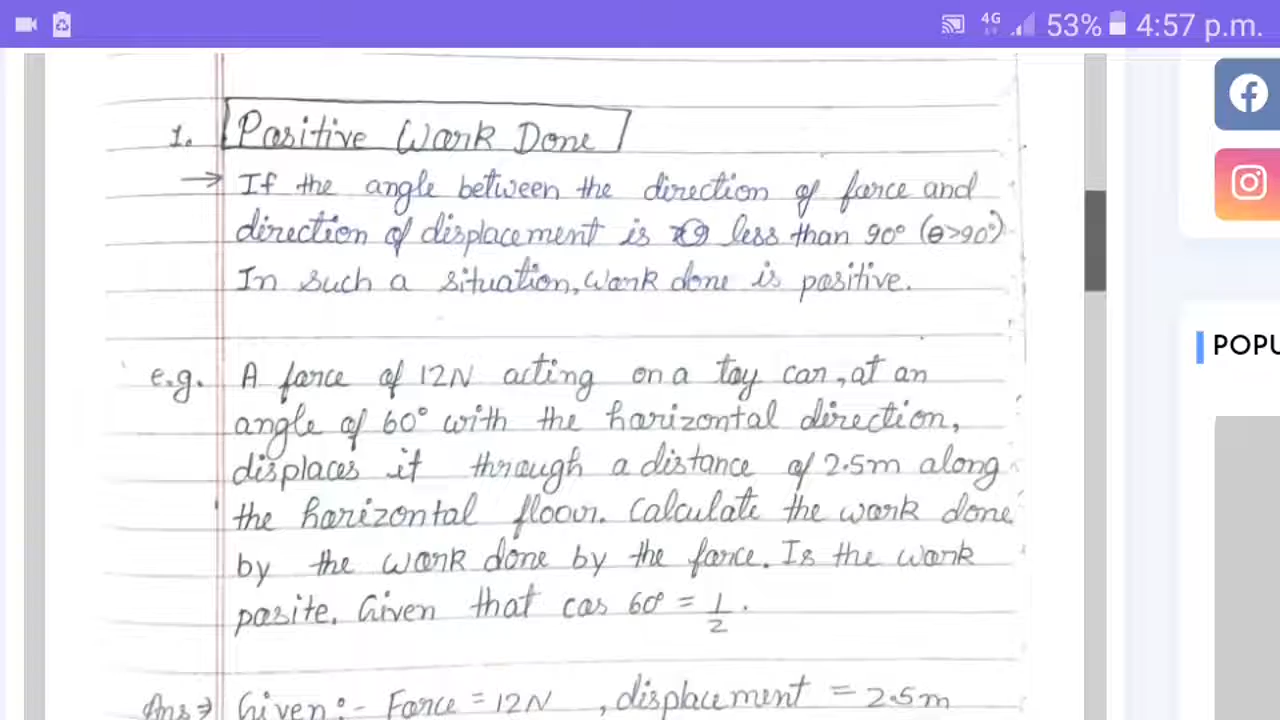 4G 53% 4:57 p.m.
1. Positive Work Done
→ If the angle between the direction of force and
direction of displacement is less than 90° (θ>90°)
In such a situation, work done is positive.
e.g. A force of 12N acting on a toy car, at an
angle of 60° with the horizontal direction,
displaces it through a distance of 2.5m along
the horizontal floor. Calculate the work done
by the work done by the force. Is the work
posite. Given that cos 60° = 1/2.
Ans → Given:- Force = 12N , displacement = 2.5m
POPU